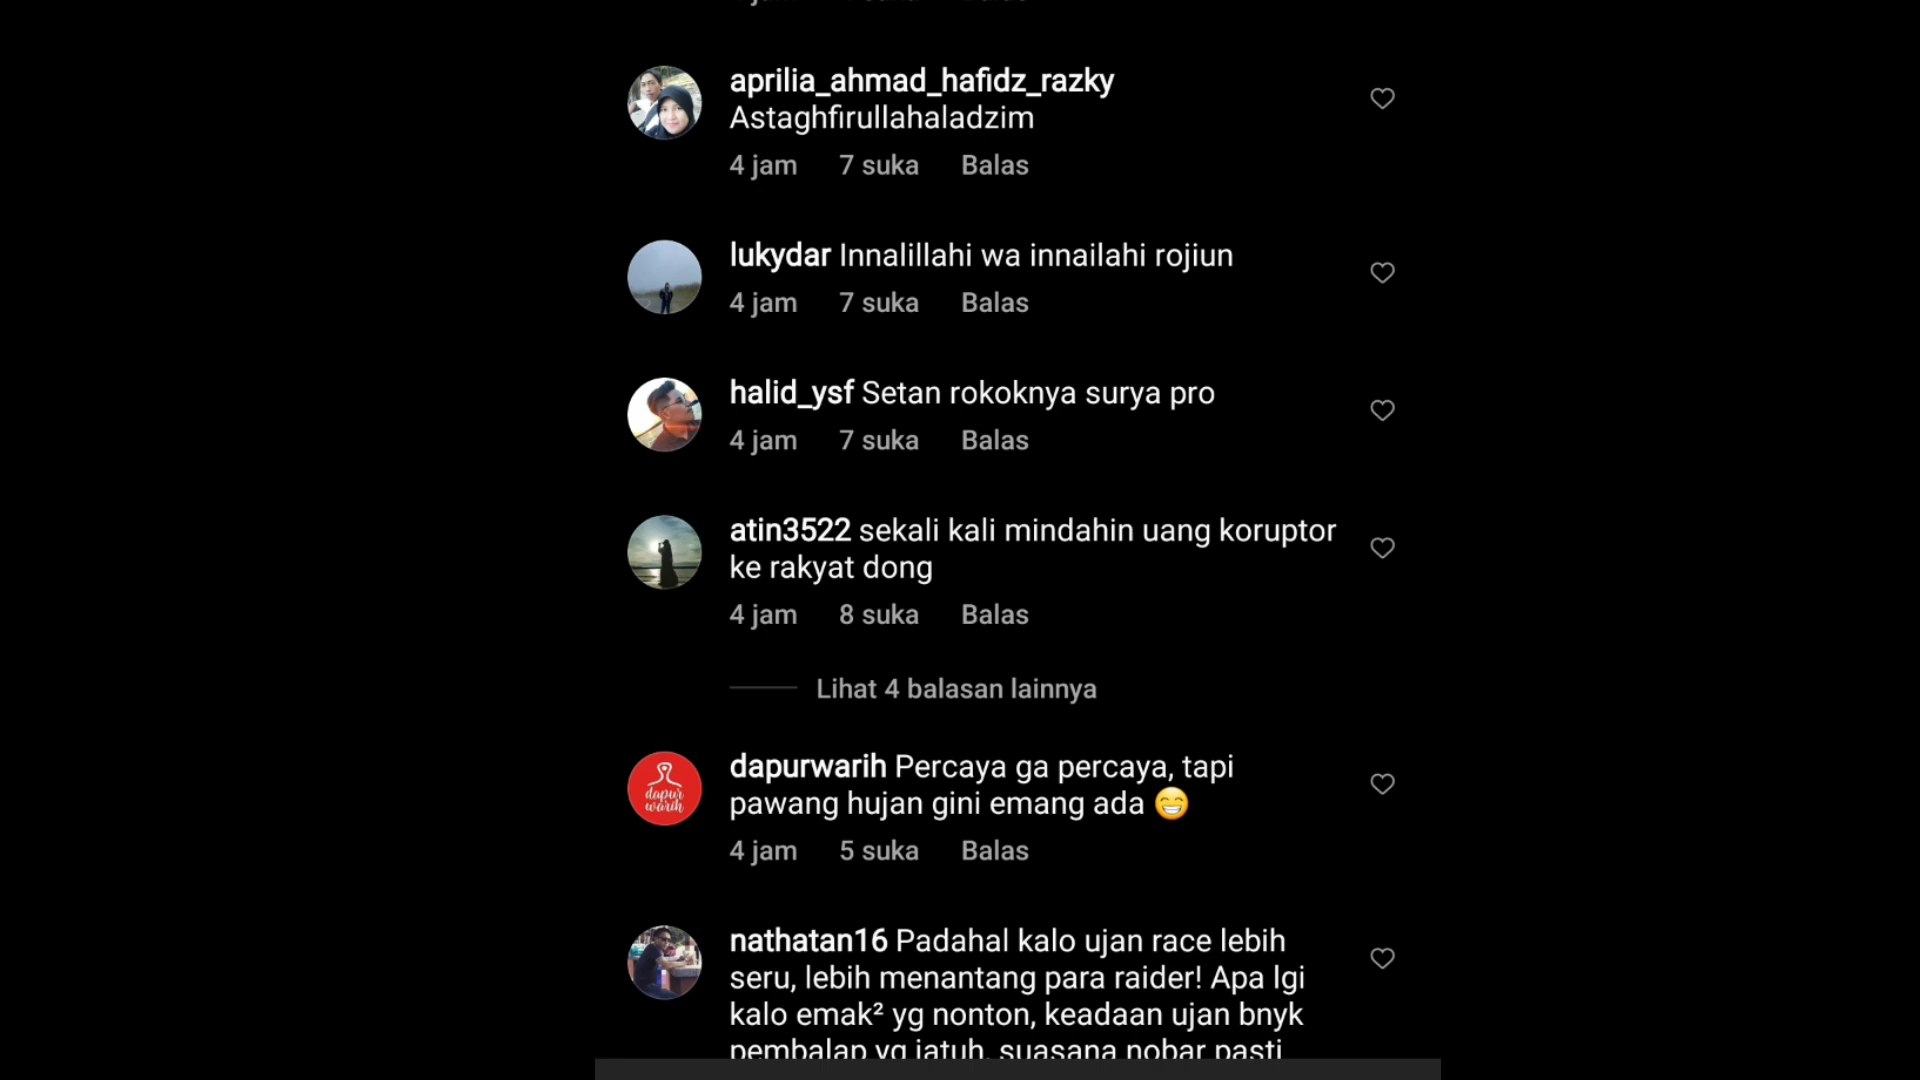 aprilia_ahmad_hafidz_razky
Astaghfirullahaladzim
4 jam 7 suka Balas
lukydar Innalillahi wa innailahi rojiun
4 jam 7 suka Balas
halid_ysf Setan rokoknya surya pro
4 jam 7 suka Balas
atin3522 sekali kali mindahin uang koruptor
ke rakyat dong
4 jam 8 suka Balas
Lihat 4 balasan lainnya
dapur
warih
dapurwarih Percaya ga percaya, tapi
pawang hujan gini emang ada 😁
4 jam 5 suka Balas
nathatan16 Padahal kalo ujan race lebih
seru, lebih menantang para raider! Apa lgi
kalo emak² yg nonton, keadaan ujan bnyk
pembalap yg jatuh, suasana nobar pasti